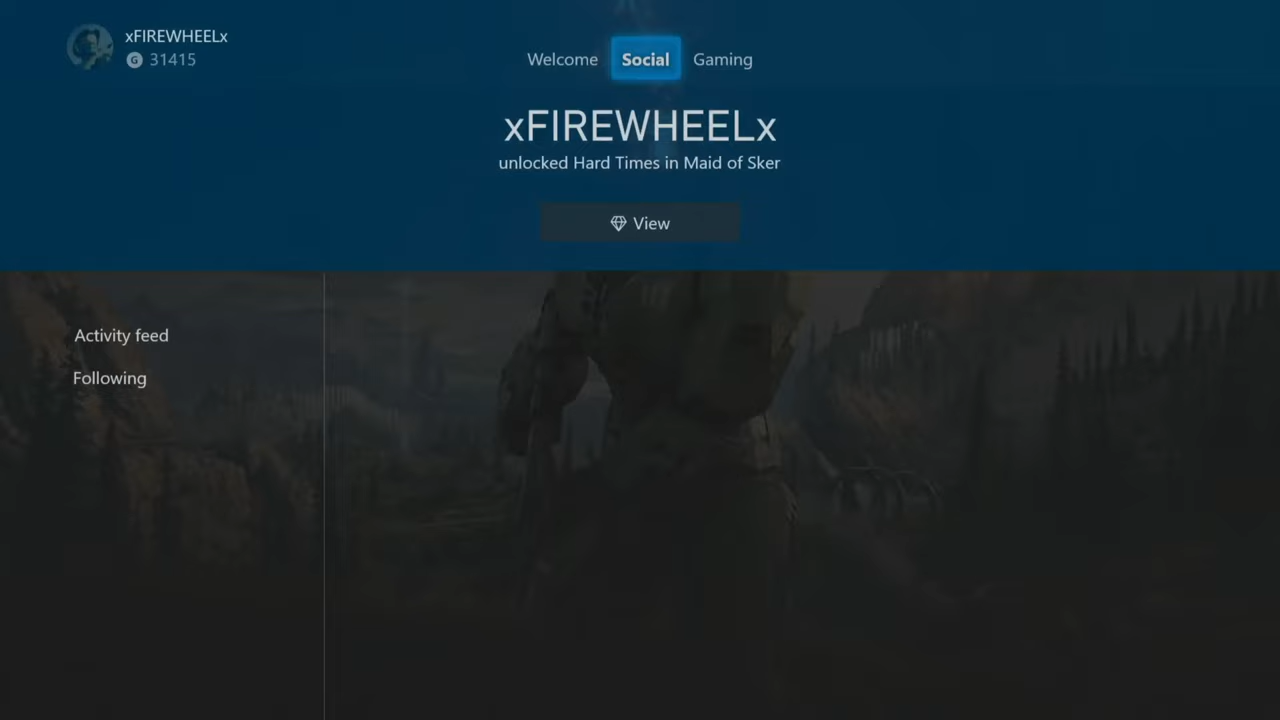 xFIREWHEELx
G 31415
Welcome Social Gaming
xFIREWHEELx
unlocked Hard Times in Maid of Sker
View
Activity feed
Following